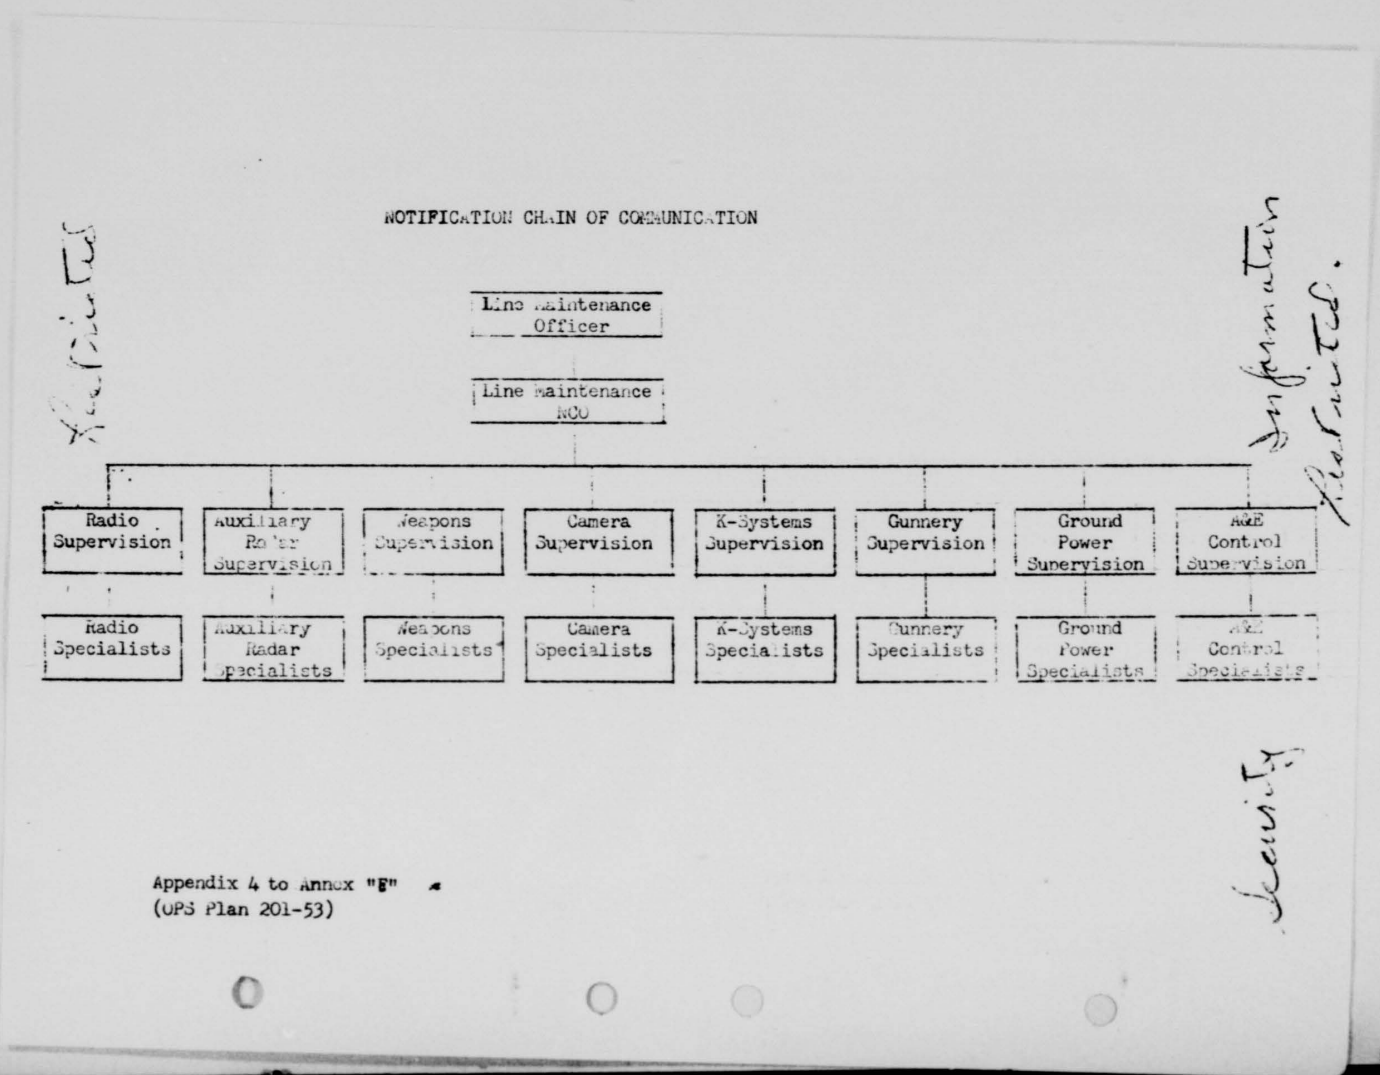 NOTIFICATION CHAIN OF COMMUNICATION
Line Maintenance
Officer
Line Maintenance
NCO
Radio
Supervision
Auxiliary
Radar
Supervision
Weapons
Supervision
Camera
Supervision
K-Systems
Supervision
Gunnery
Supervision
Ground
Power
Supervision
A&E
Control
Supervision
Radio
Specialists
Auxiliary
Radar
Specialists
Weapons
Specialists
Camera
Specialists
K-Systems
Specialists
Gunnery
Specialists
Ground
Power
Specialists
A&E
Control
Specialists
Appendix 4 to Annex "E"
(OPS Plan 201-53)
Restricted
Security
Information
Restricted.